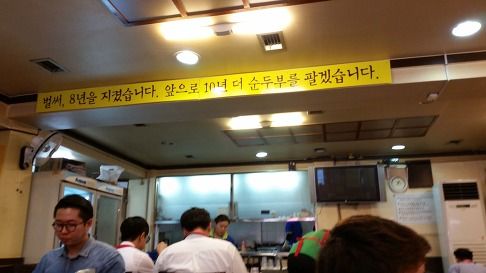 벌써, 8년을 지켰습니다. 앞으로 10년 더 순두부를 팔겠습니다.